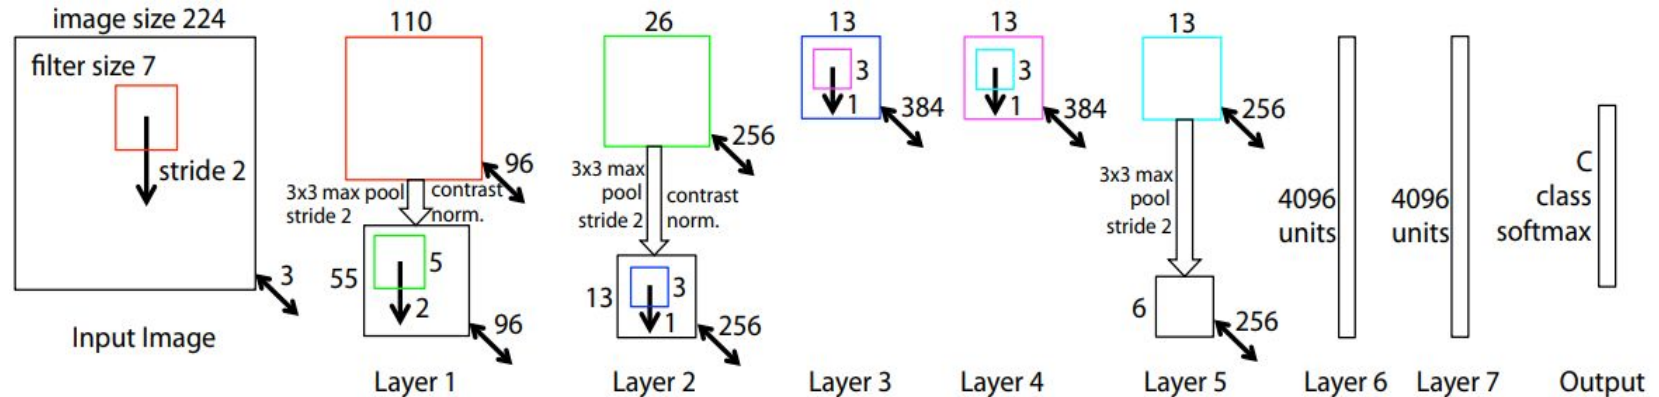 image size 224
filter size 7
stride 2
3
Input Image
110
96
3x3 max pool
stride 2
contrast
norm.
55
5
2
96
Layer 1
26
256
3x3 max
pool
stride 2
contrast
norm.
13
3
1
256
Layer 2
13
3
1
384
Layer 3
13
3
1
384
Layer 4
13
256
3x3 max
pool
stride 2
6
256
Layer 5
4096
units
Layer 6
4096
units
Layer 7
C
class
softmax
Output